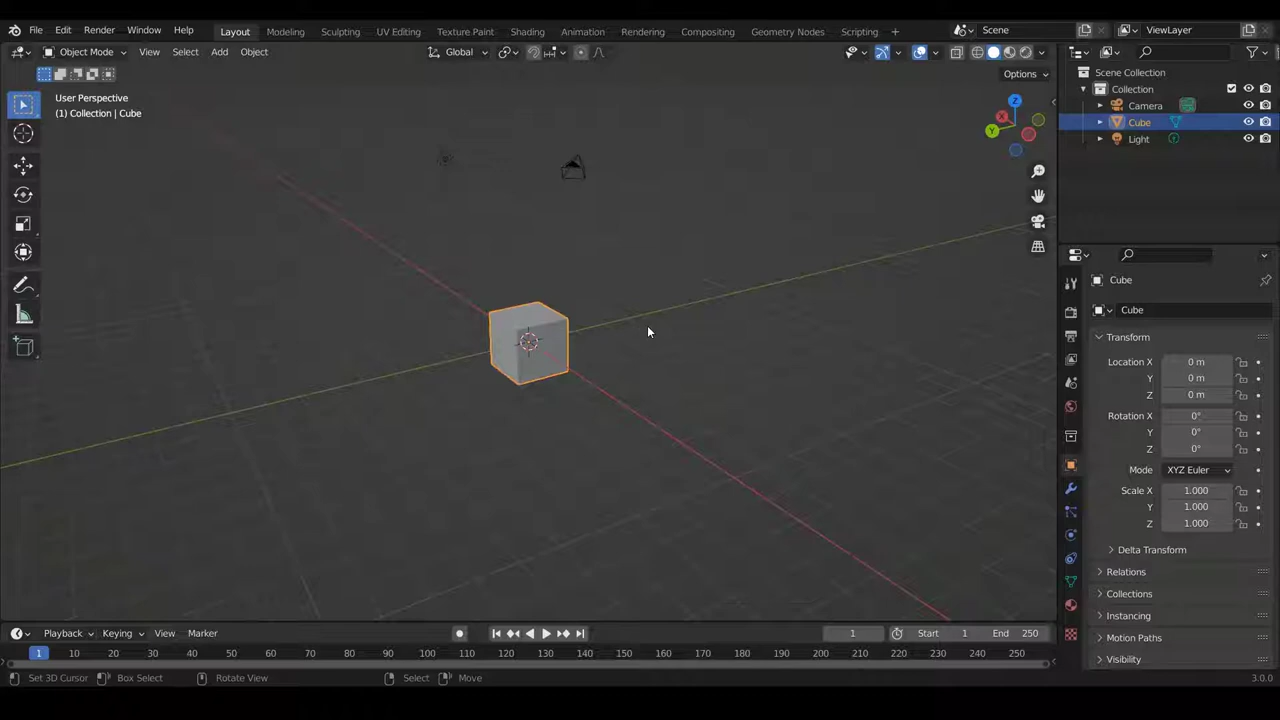 File Edit Render Window Help Layout Modeling Sculpting UV Editing Texture Paint Shading Animation Rendering Compositing Geometry Nodes Scripting Scene ViewLayer
Object Mode View Select Add Object Global
Options
User Perspective
(1) Collection | Cube
Z
X
Y
Scene Collection
Collection
Camera
Cube
Light
Cube
Cube
Transform
Location X 0 m
Y 0 m
Z 0 m
Rotation X 0°
Y 0°
Z 0°
Mode XYZ Euler
Scale X 1.000
Y 1.000
Z 1.000
Delta Transform
Relations
Collections
Instancing
Motion Paths
Visibility
Playback Keying View Marker 1 Start 1 End 250
1 10 20 30 40 50 60 70 80 90 100 110 120 130 140 150 160 170 180 190 200 210 220 230 240 250
Set 3D Cursor Box Select Rotate View Select Move 3.0.0